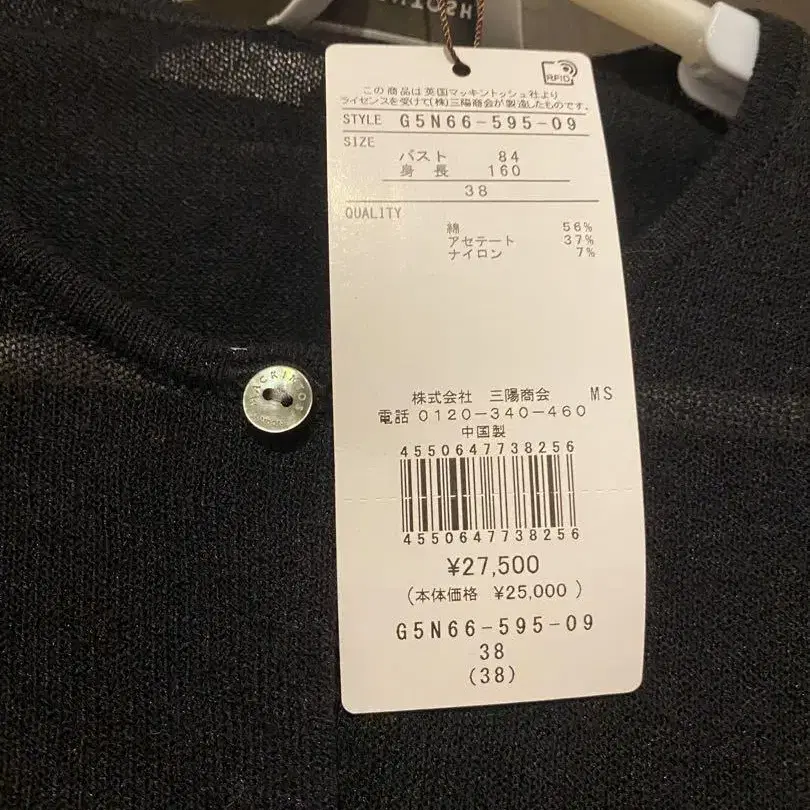 RFID
この商品は英国マッキントッシュ社より
ライセンスを受けて(株)三陽商会が製造したものです。
STYLE G5N66-595-09
SIZE
バスト 84
身長 160
38
QUALITY
綿 56%
アセテート 37%
ナイロン 7%
株式会社 三陽商会 MS
電話 0120-340-460
中国製
4550647738256
4550647738256
¥27,500
(本体価格 ¥25,000)
G5N66-595-09
38
(38)